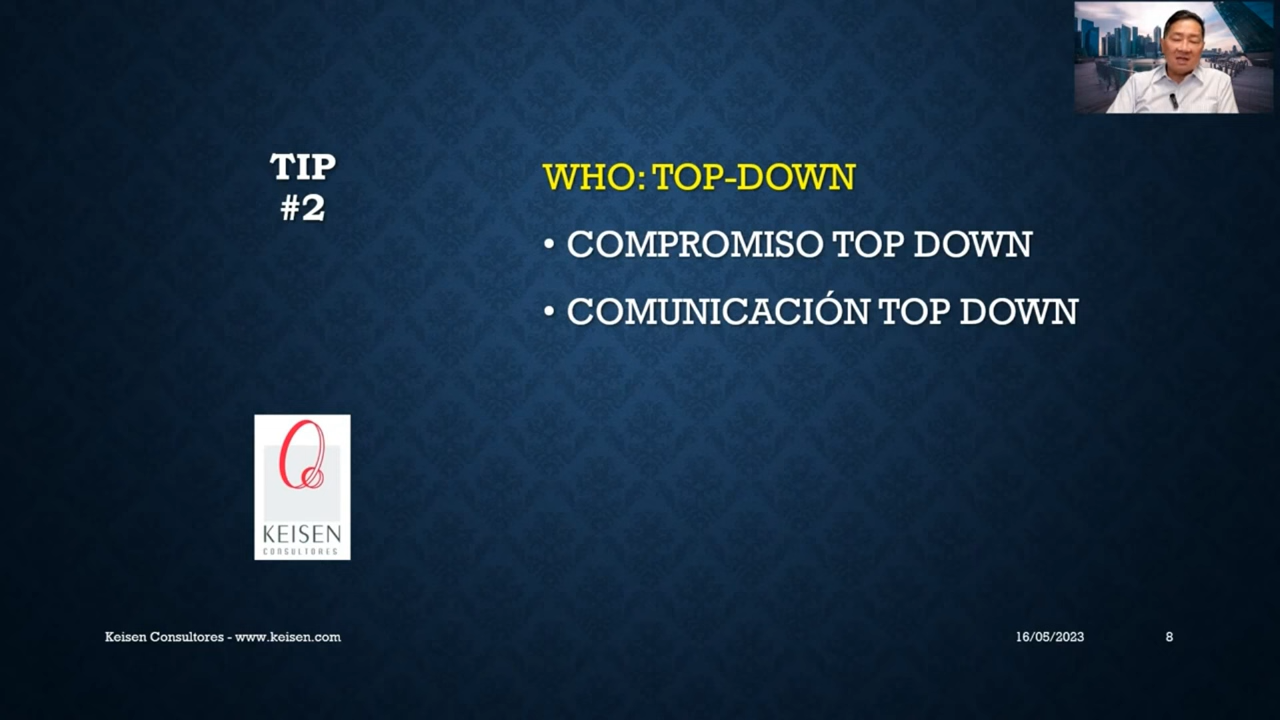 TIP
#2
WHO: TOP-DOWN
• COMPROMISO TOP DOWN
• COMUNICACIÓN TOP DOWN
KEISEN
CONSULTORES
Keisen Consultores - www.keisen.com
16/05/2023
8